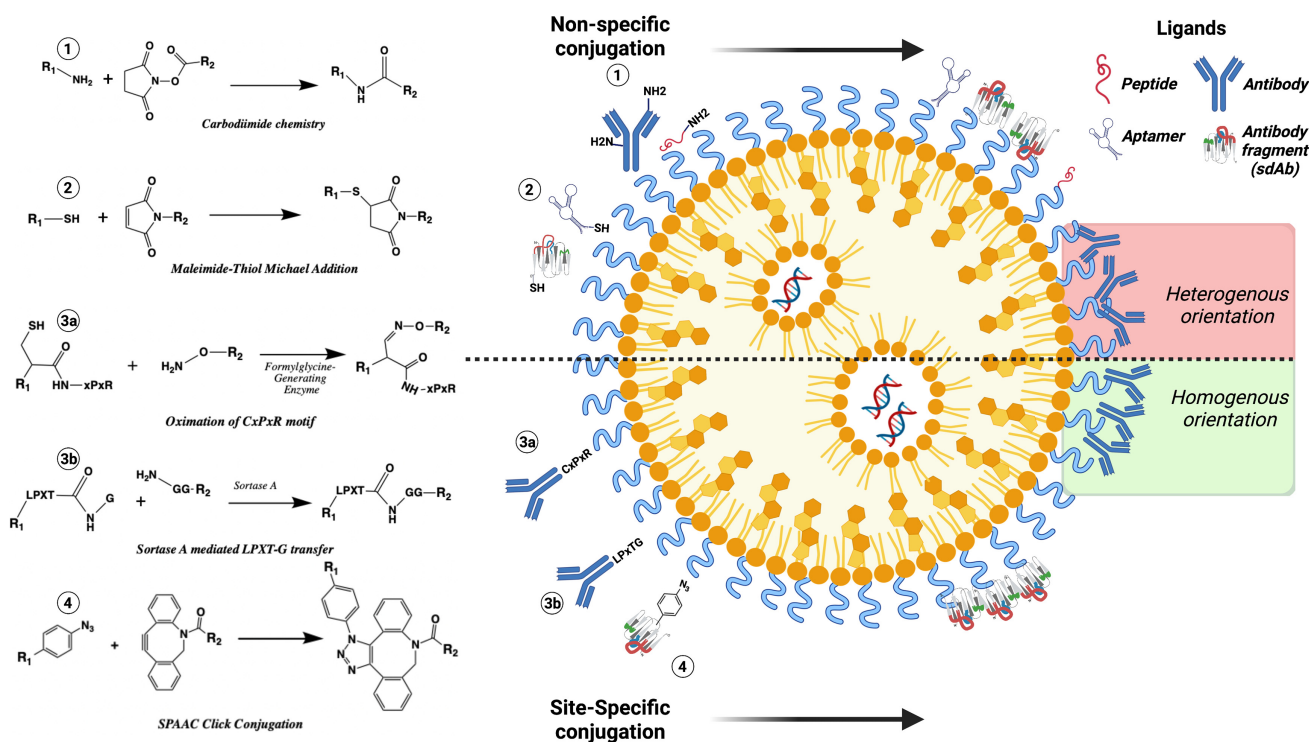 1
R1
NH2
+
O
O
N
O
O
R2
R1
N
H
O
R2
Carbodiimide chemistry
2
R1
SH
+
O
N
R2
O
R1
S
O
N
R2
O
Maleimide-Thiol Michael Addition
3a
SH
O
R1
HN
xPxR
+
H2N
O
R2
Formylglycine-
Generating
Enzyme
N
O
R2
R1
O
NH
xPxR
Oximation of CxPxR motif
3b
O
LPXT
G
R1
N
H
+
H2N
GG-R2
Sortase A
O
LPXT
GG
R2
R1
N
H
Sortase A mediated LPXT-G transfer
4
N3
R1
+
N
O
R2
R1
N
N
N
N
O
R2
SPAAC Click Conjugation
Non-specific
conjugation
1
NH2
H2N
NH2
2
SH
SH
3a
CxPxR
3b
LPxTG
N3
4
Site-Specific
conjugation
Ligands
Peptide
Antibody
Aptamer
Antibody
fragment
(sdAb)
Heterogenous
orientation
Homogenous
orientation